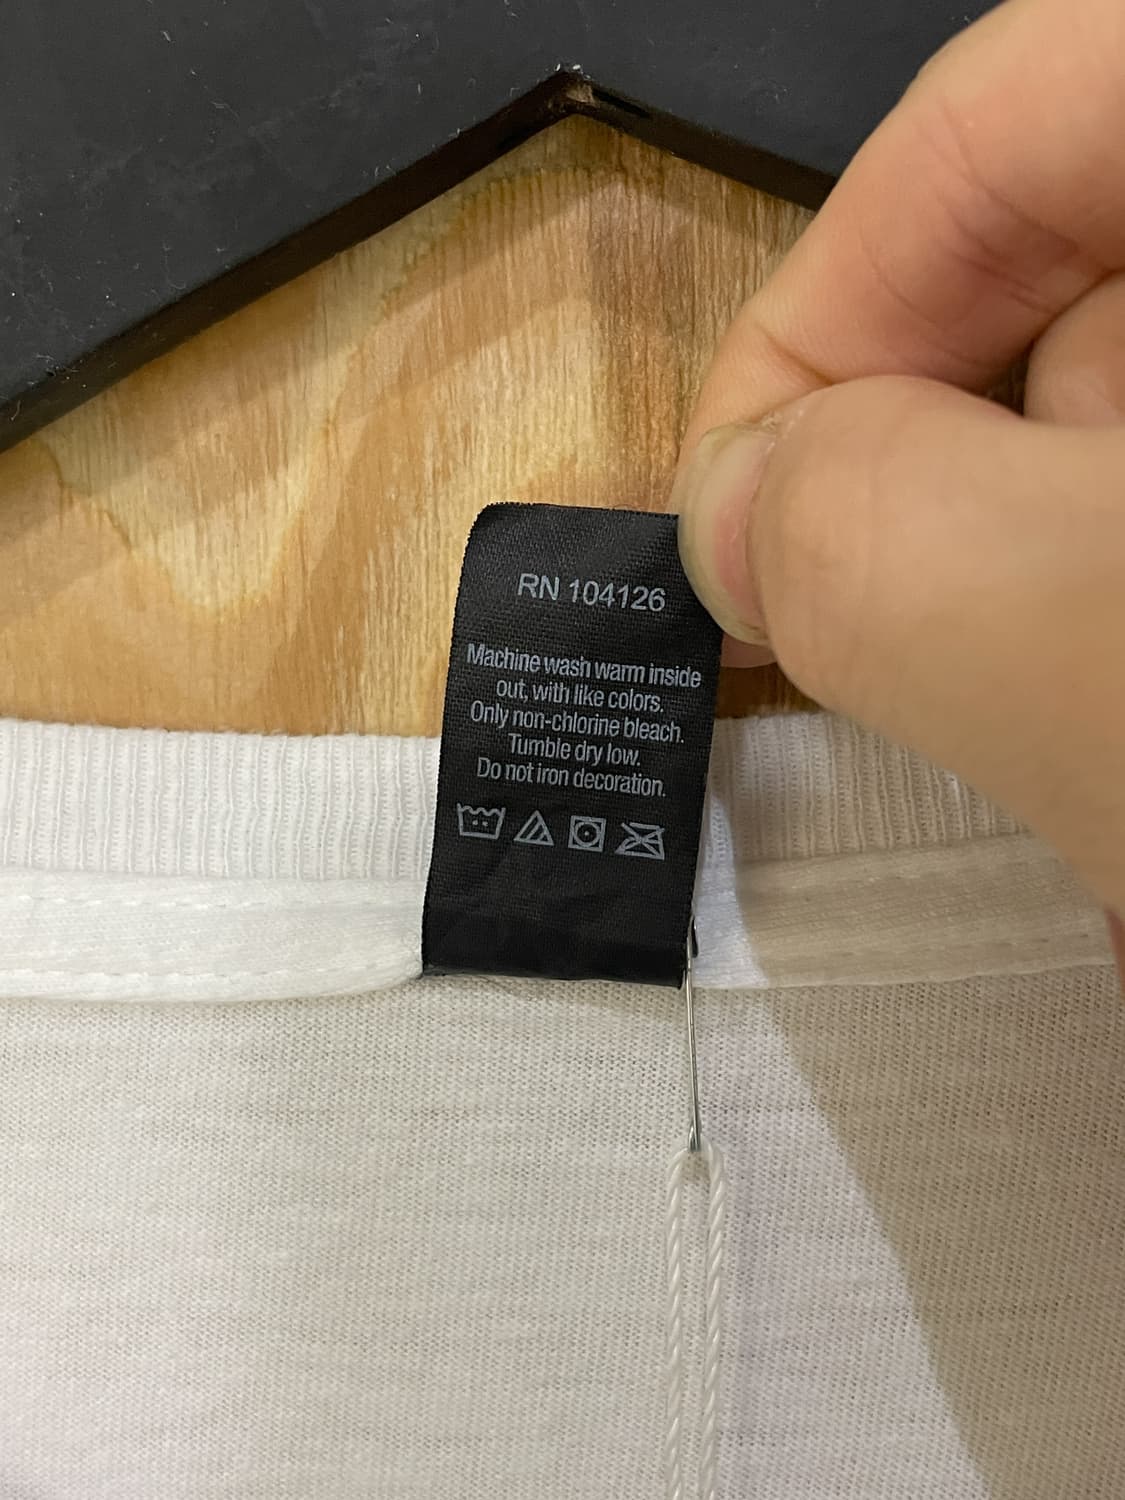 RN 104126
Machine wash warm inside
out, with like colors.
Only non-chlorine bleach.
Tumble dry low.
Do not iron decoration.